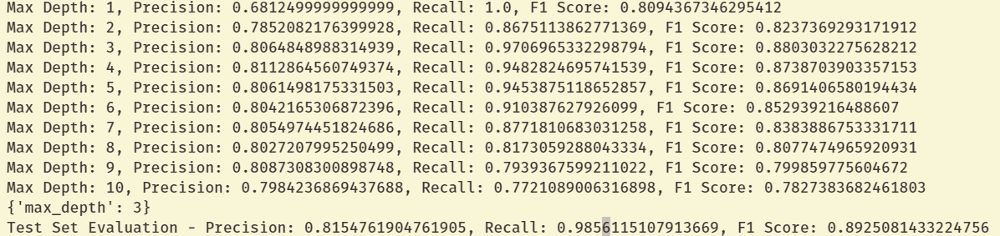 Max Depth: 1, Precision: 0.6812499999999999, Recall: 1.0, F1 Score: 0.8094367346295412
Max Depth: 2, Precision: 0.7852082176399928, Recall: 0.8675113862771369, F1 Score: 0.8237369293171912
Max Depth: 3, Precision: 0.8064848988314939, Recall: 0.9706965332298794, F1 Score: 0.8803032275628212
Max Depth: 4, Precision: 0.8112864560749374, Recall: 0.9482824695741539, F1 Score: 0.8738703903357153
Max Depth: 5, Precision: 0.8061498175331503, Recall: 0.9453875118652857, F1 Score: 0.8691406580194434
Max Depth: 6, Precision: 0.8042165306872396, Recall: 0.910387627926099, F1 Score: 0.852939216488607
Max Depth: 7, Precision: 0.8054974451824686, Recall: 0.8771810683031258, F1 Score: 0.8383886753331711
Max Depth: 8, Precision: 0.8027207995250499, Recall: 0.8173059288043334, F1 Score: 0.8077474965920931
Max Depth: 9, Precision: 0.8087308300898748, Recall: 0.7939367599211022, F1 Score: 0.799859775604672
Max Depth: 10, Precision: 0.7984236869437688, Recall: 0.7721089006316898, F1 Score: 0.7827383682461803
{'max_depth': 3}
Test Set Evaluation - Precision: 0.8154761904761905, Recall: 0.9856115107913669, F1 Score: 0.8925081433224756